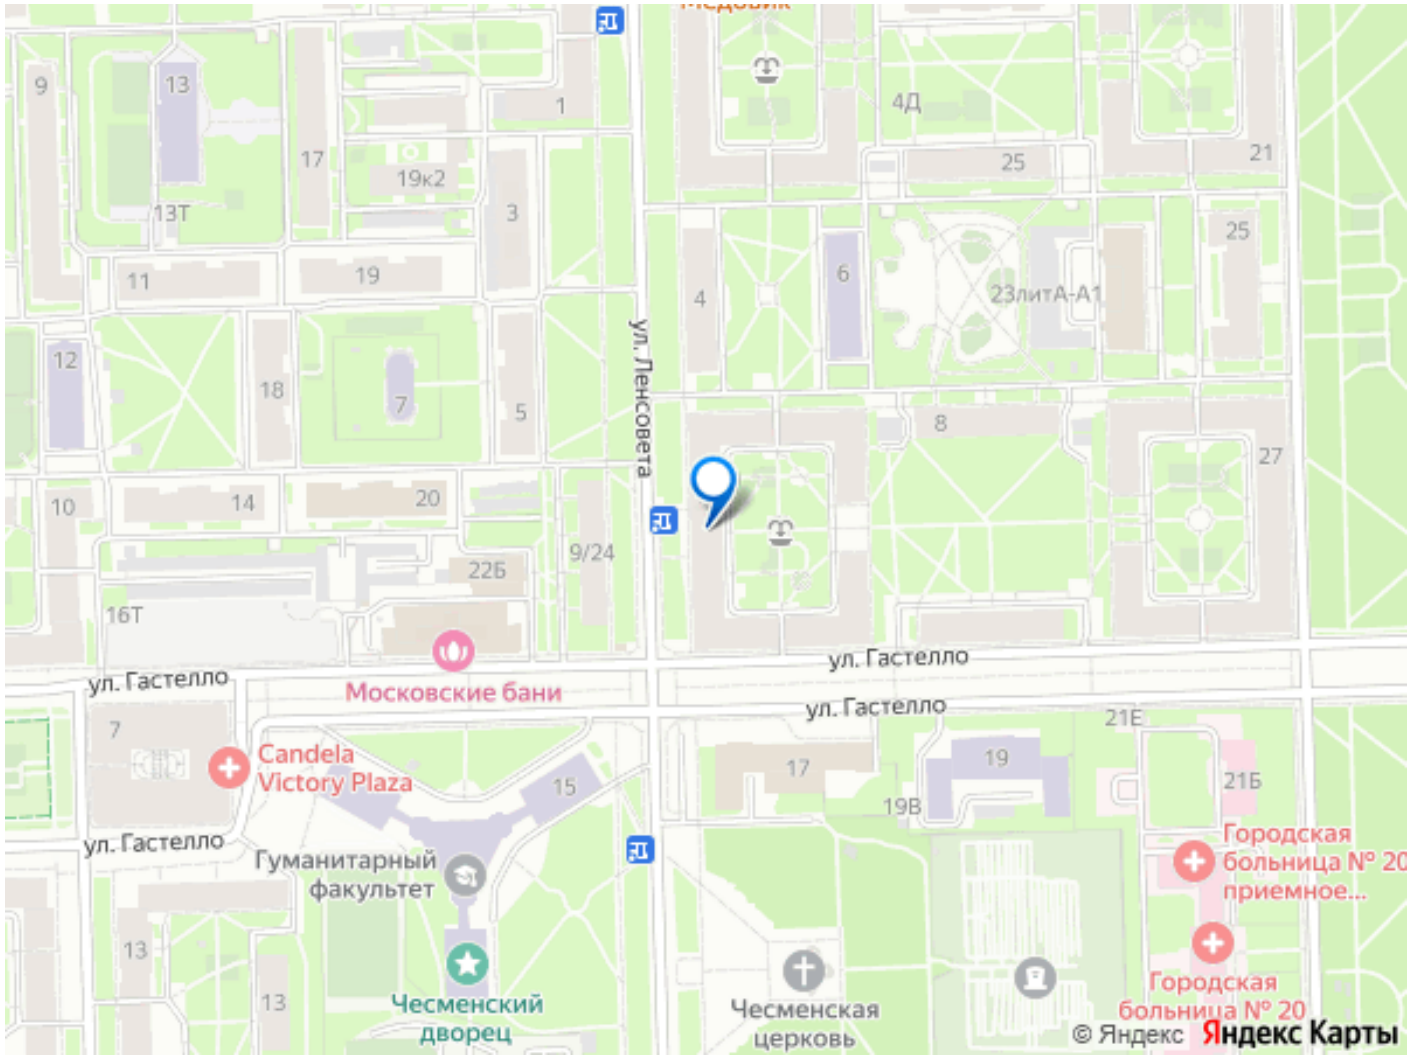 Медовик
9
13
17
1
19к2
13Т
3
11
19
4Д
25
21
25
4
6
23литА-А1
ул. Ленсовета
12
18
7
5
8
27
10
14
20
22Б
9/24
16Т
ул. Гастелло
Московские бани
ул. Гастелло
ул. Гастелло
7
Candela
Victory Plaza
15
17
19
21Е
21Б
19В
ул. Гастелло
Гуманитарный
факультет
Городская
больница № 20
приемное...
13
13
Чесменский
дворец
Чесменская
церковь
Городская
больница № 20
© Яндекс Яндекс Карты